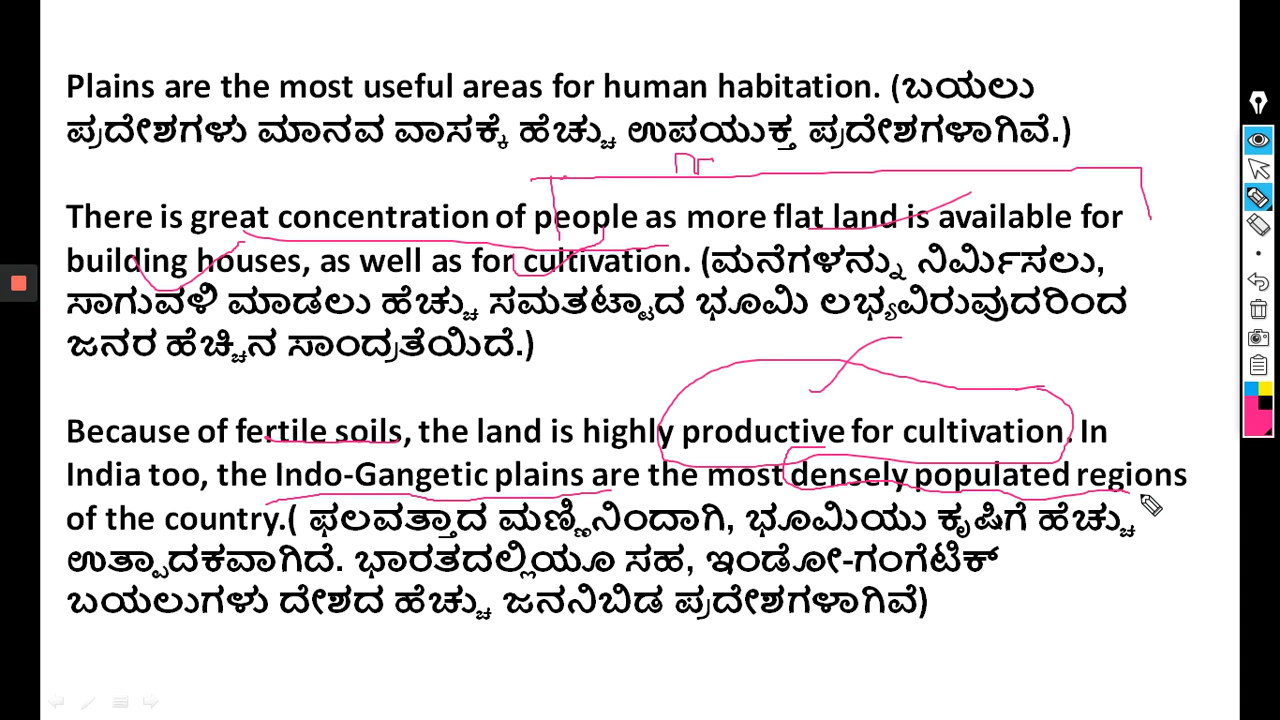 Plains are the most useful areas for human habitation. (ಬಯಲು
ಪ್ರದೇಶಗಳು ಮಾನವ ವಾಸಕ್ಕೆ ಹೆಚ್ಚು ಉಪಯುಕ್ತ ಪ್ರದೇಶಗಳಾಗಿವೆ.)
There is great concentration of people as more flat land is available for
building houses, as well as for cultivation. (ಮನೆಗಳನ್ನು ನಿರ್ಮಿಸಲು,
ಸಾಗುವಳಿ ಮಾಡಲು ಹೆಚ್ಚು ಸಮತಟ್ಟಾದ ಭೂಮಿ ಲಭ್ಯವಿರುವುದರಿಂದ
ಜನರ ಹೆಚ್ಚಿನ ಸಾಂದ್ರತೆಯಿದೆ.)
Because of fertile soils, the land is highly productive for cultivation. In
India too, the Indo-Gangetic plains are the most densely populated regions
of the country.( ಫಲವತ್ತಾದ ಮಣ್ಣಿನಿಂದಾಗಿ, ಭೂಮಿಯು ಕೃಷಿಗೆ ಹೆಚ್ಚು
ಉತ್ಪಾದಕವಾಗಿದೆ. ಭಾರತದಲ್ಲಿಯೂ ಸಹ, ಇಂಡೋ-ಗಂಗೆಟಿಕ್
ಬಯಲುಗಳು ದೇಶದ ಹೆಚ್ಚು ಜನನಿಬಿಡ ಪ್ರದೇಶಗಳಾಗಿವೆ)